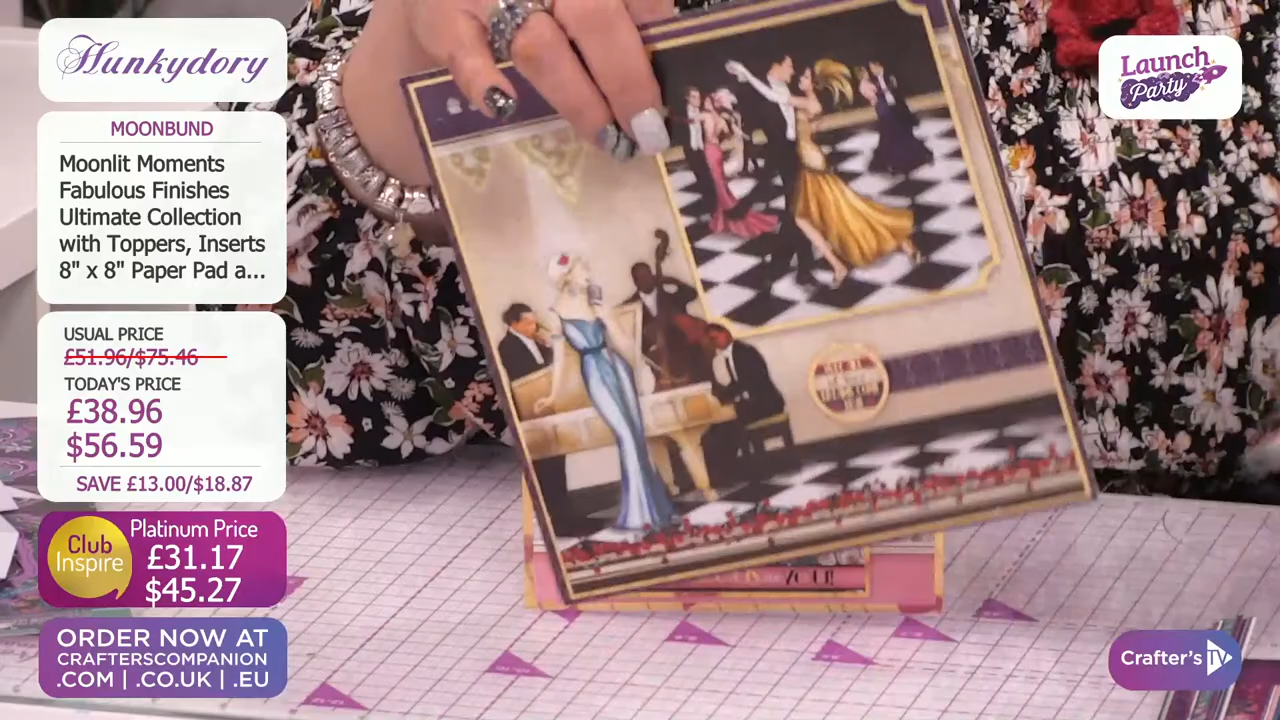 Hunkydory
MOONBUND
Moonlit Moments
Fabulous Finishes
Ultimate Collection
with Toppers, Inserts
8" x 8" Paper Pad a...
USUAL PRICE
£51.96/$75.46
TODAY'S PRICE
£38.96
$56.59
SAVE £13.00/$18.87
Club
Inspire
Platinum Price
£31.17
$45.27
ORDER NOW AT
CRAFTERSCOMPANION
.COM | .CO.UK | .EU
Launch
Party
YOU!
Crafter's TV